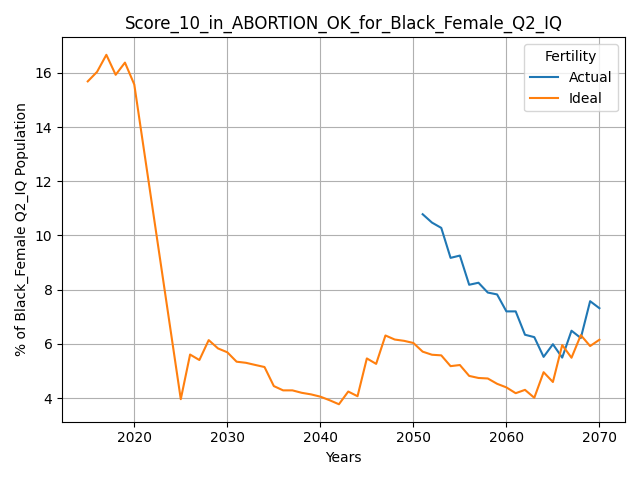 Score_10_in_ABORTION_OK_for_Black_Female_Q2_IQ
Fertility
Actual
Ideal
% of Black_Female Q2_IQ Population
16
14
12
10
8
6
4
2020
2030
2040
2050
2060
2070
Years